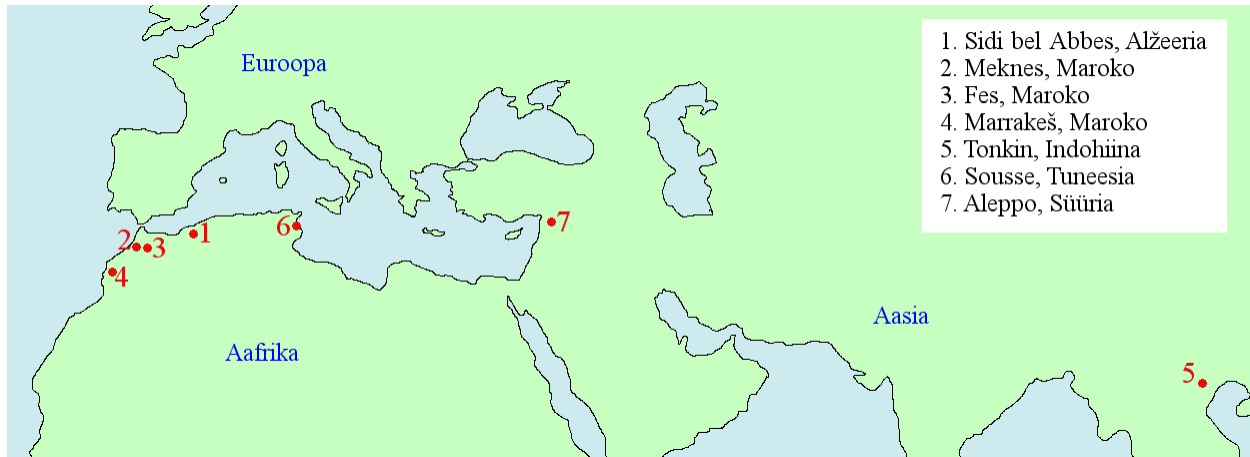 Euroopa
1. Sidi bel Abbes, Alžeeria
2. Meknes, Maroko
3. Fes, Maroko
4. Marrakeš, Maroko
5. Tonkin, Indohiina
6. Sousse, Tuneesia
7. Aleppo, Süüria
6
7
1
2
3
4
Aasia
Aafrika
5